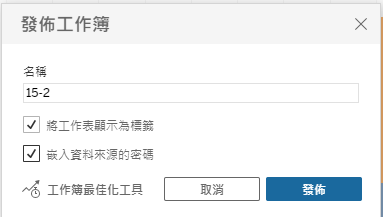 發佈工作簿
名稱
15-2
將工作表顯示為標籤
嵌入資料來源的密碼
工作簿最佳化工具
取消
發佈